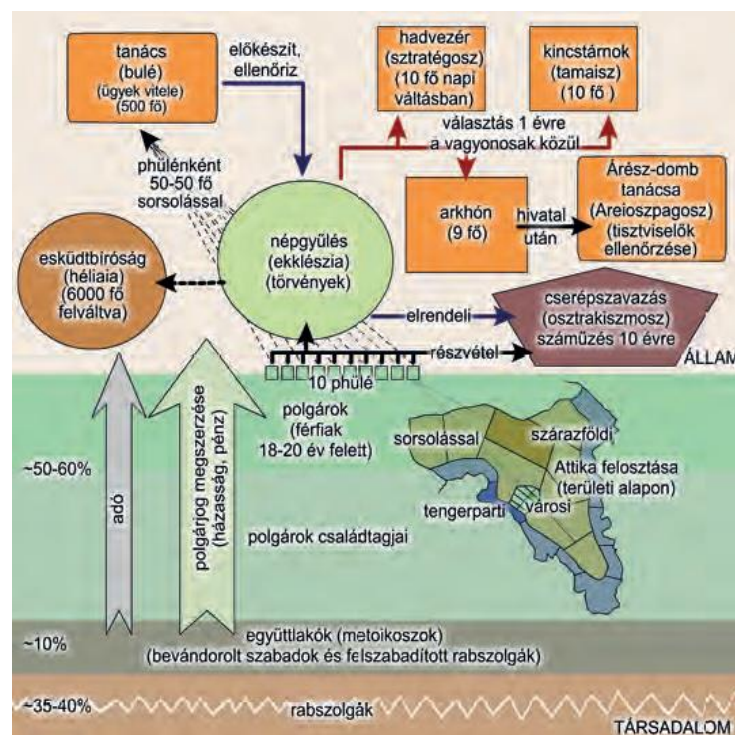 tanács
(bulé)
(ügyek vitele)
(500 fő)
előkészít,
ellenőriz
hadvezér
(sztratégosz)
(10 fő napi
váltásban)
kincstárnok
(tamaisz)
(10 fő )
választás 1 évre
a vagyonosak közül
phülénként
50-50 fő
sorsolással
népgyűlés
(ekklészia)
(törvények)
arkhón
(9 fő)
hivatal
után
Árész-domb
tanácsa
(Areioszpagosz)
(tisztviselők
ellenőrzése)
esküdtbíróság
(héliaia)
(6000 fő
felváltva)
elrendeli
cserépszavazás
(osztrakiszmosz)
száműzés 10 évre
részvétel
ÁLLAM
10 phülé
polgárok
(férfiak
18-20 év felett)
~50-60%
adó
polgárjog megszerzése
(házasság, pénz)
sorsolással
szárazföldi
Attika felosztása
(területi alapon)
városi
tengerparti
polgárok családtagjai
~10%
együttlakók (metoikoszok)
(bevándorolt szabadok és felszabadított rabszolgák)
~35-40%
rabszolgák
TÁRSADALOM